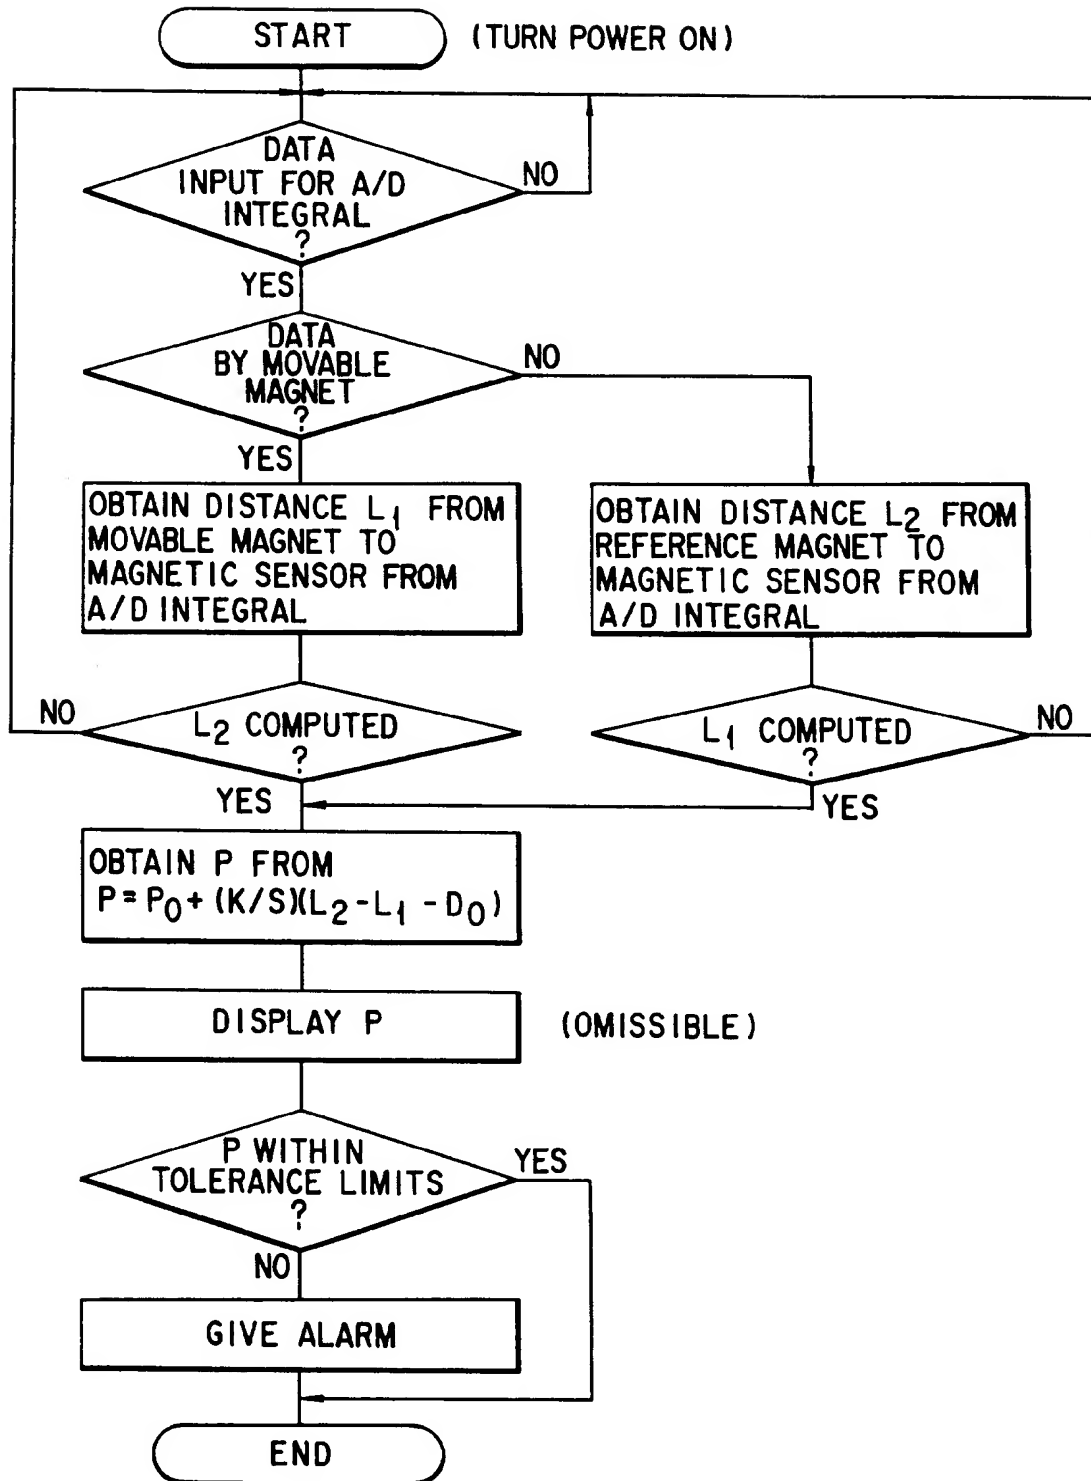 START
(TURN POWER ON)
DATA
INPUT FOR A/D
INTEGRAL
?
NO
YES
DATA
BY MOVABLE
MAGNET
?
NO
YES
OBTAIN DISTANCE L₁ FROM
MOVABLE MAGNET TO
MAGNETIC SENSOR FROM
A/D INTEGRAL
OBTAIN DISTANCE L₂ FROM
REFERENCE MAGNET TO
MAGNETIC SENSOR FROM
A/D INTEGRAL
NO
L₂ COMPUTED
?
YES
L₁ COMPUTED
?
NO
YES
OBTAIN P FROM
P = P₀ + (K/S)(L₂ - L₁ - D₀)
DISPLAY P
(OMISSIBLE)
P WITHIN
TOLERANCE LIMITS
?
YES
NO
GIVE ALARM
END